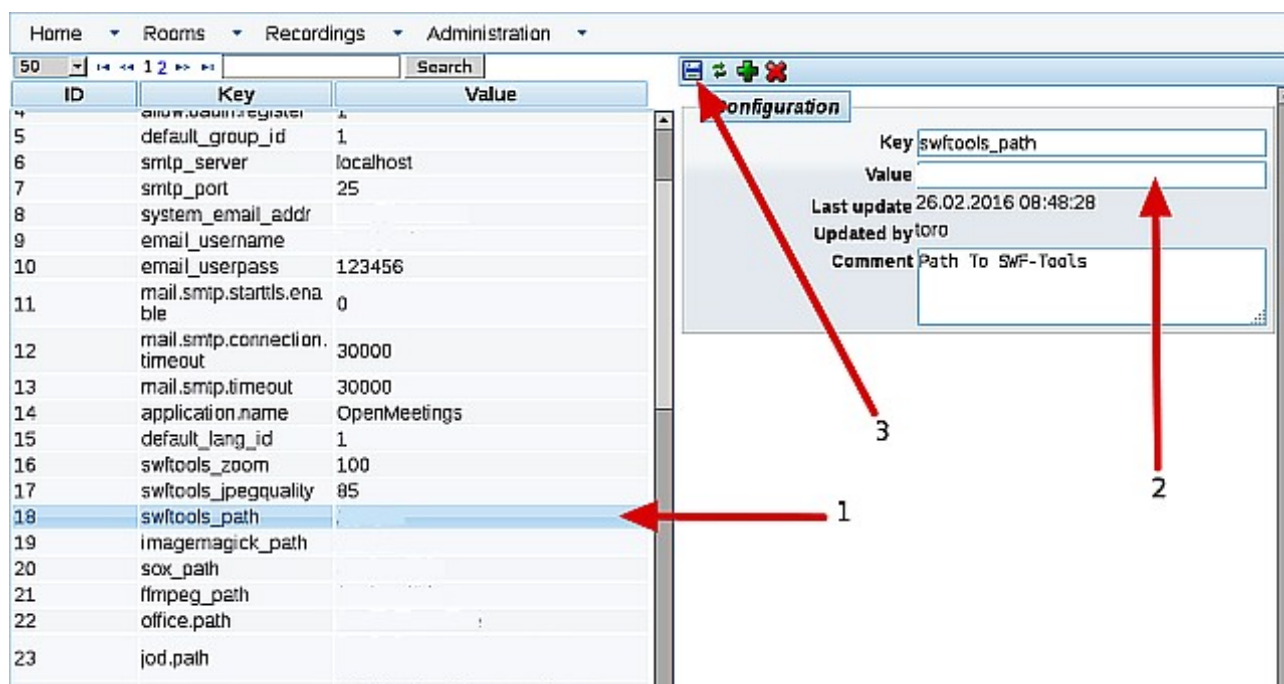 Home Rooms Recordings Administration
50 1 2 Search
ID Key Value
4 1
5 default_group_id 1
6 smtp_server localhost
7 smtp_port 25
8 system_email_addr
9 email_username
10 email_userpass 123456
11 mail.smtp.starttls.ena
ble 0
12 mail.smtp.connection.
timeout 30000
13 mail.smtp.timeout 30000
14 application.name OpenMeetings
15 default_lang_id 1
16 swftools_zoom 100
17 swftools_jpegquality 85
18 swftools_path
19 imagemagick_path
20 sox_path
21 ffmpeg_path
22 office.path
23 jod.path
Configuration
Key swftools_path
Value
Last update 26.02.2016 08:48:28
Updated by toro
Comment Path To SWF-Tools
3
2
1